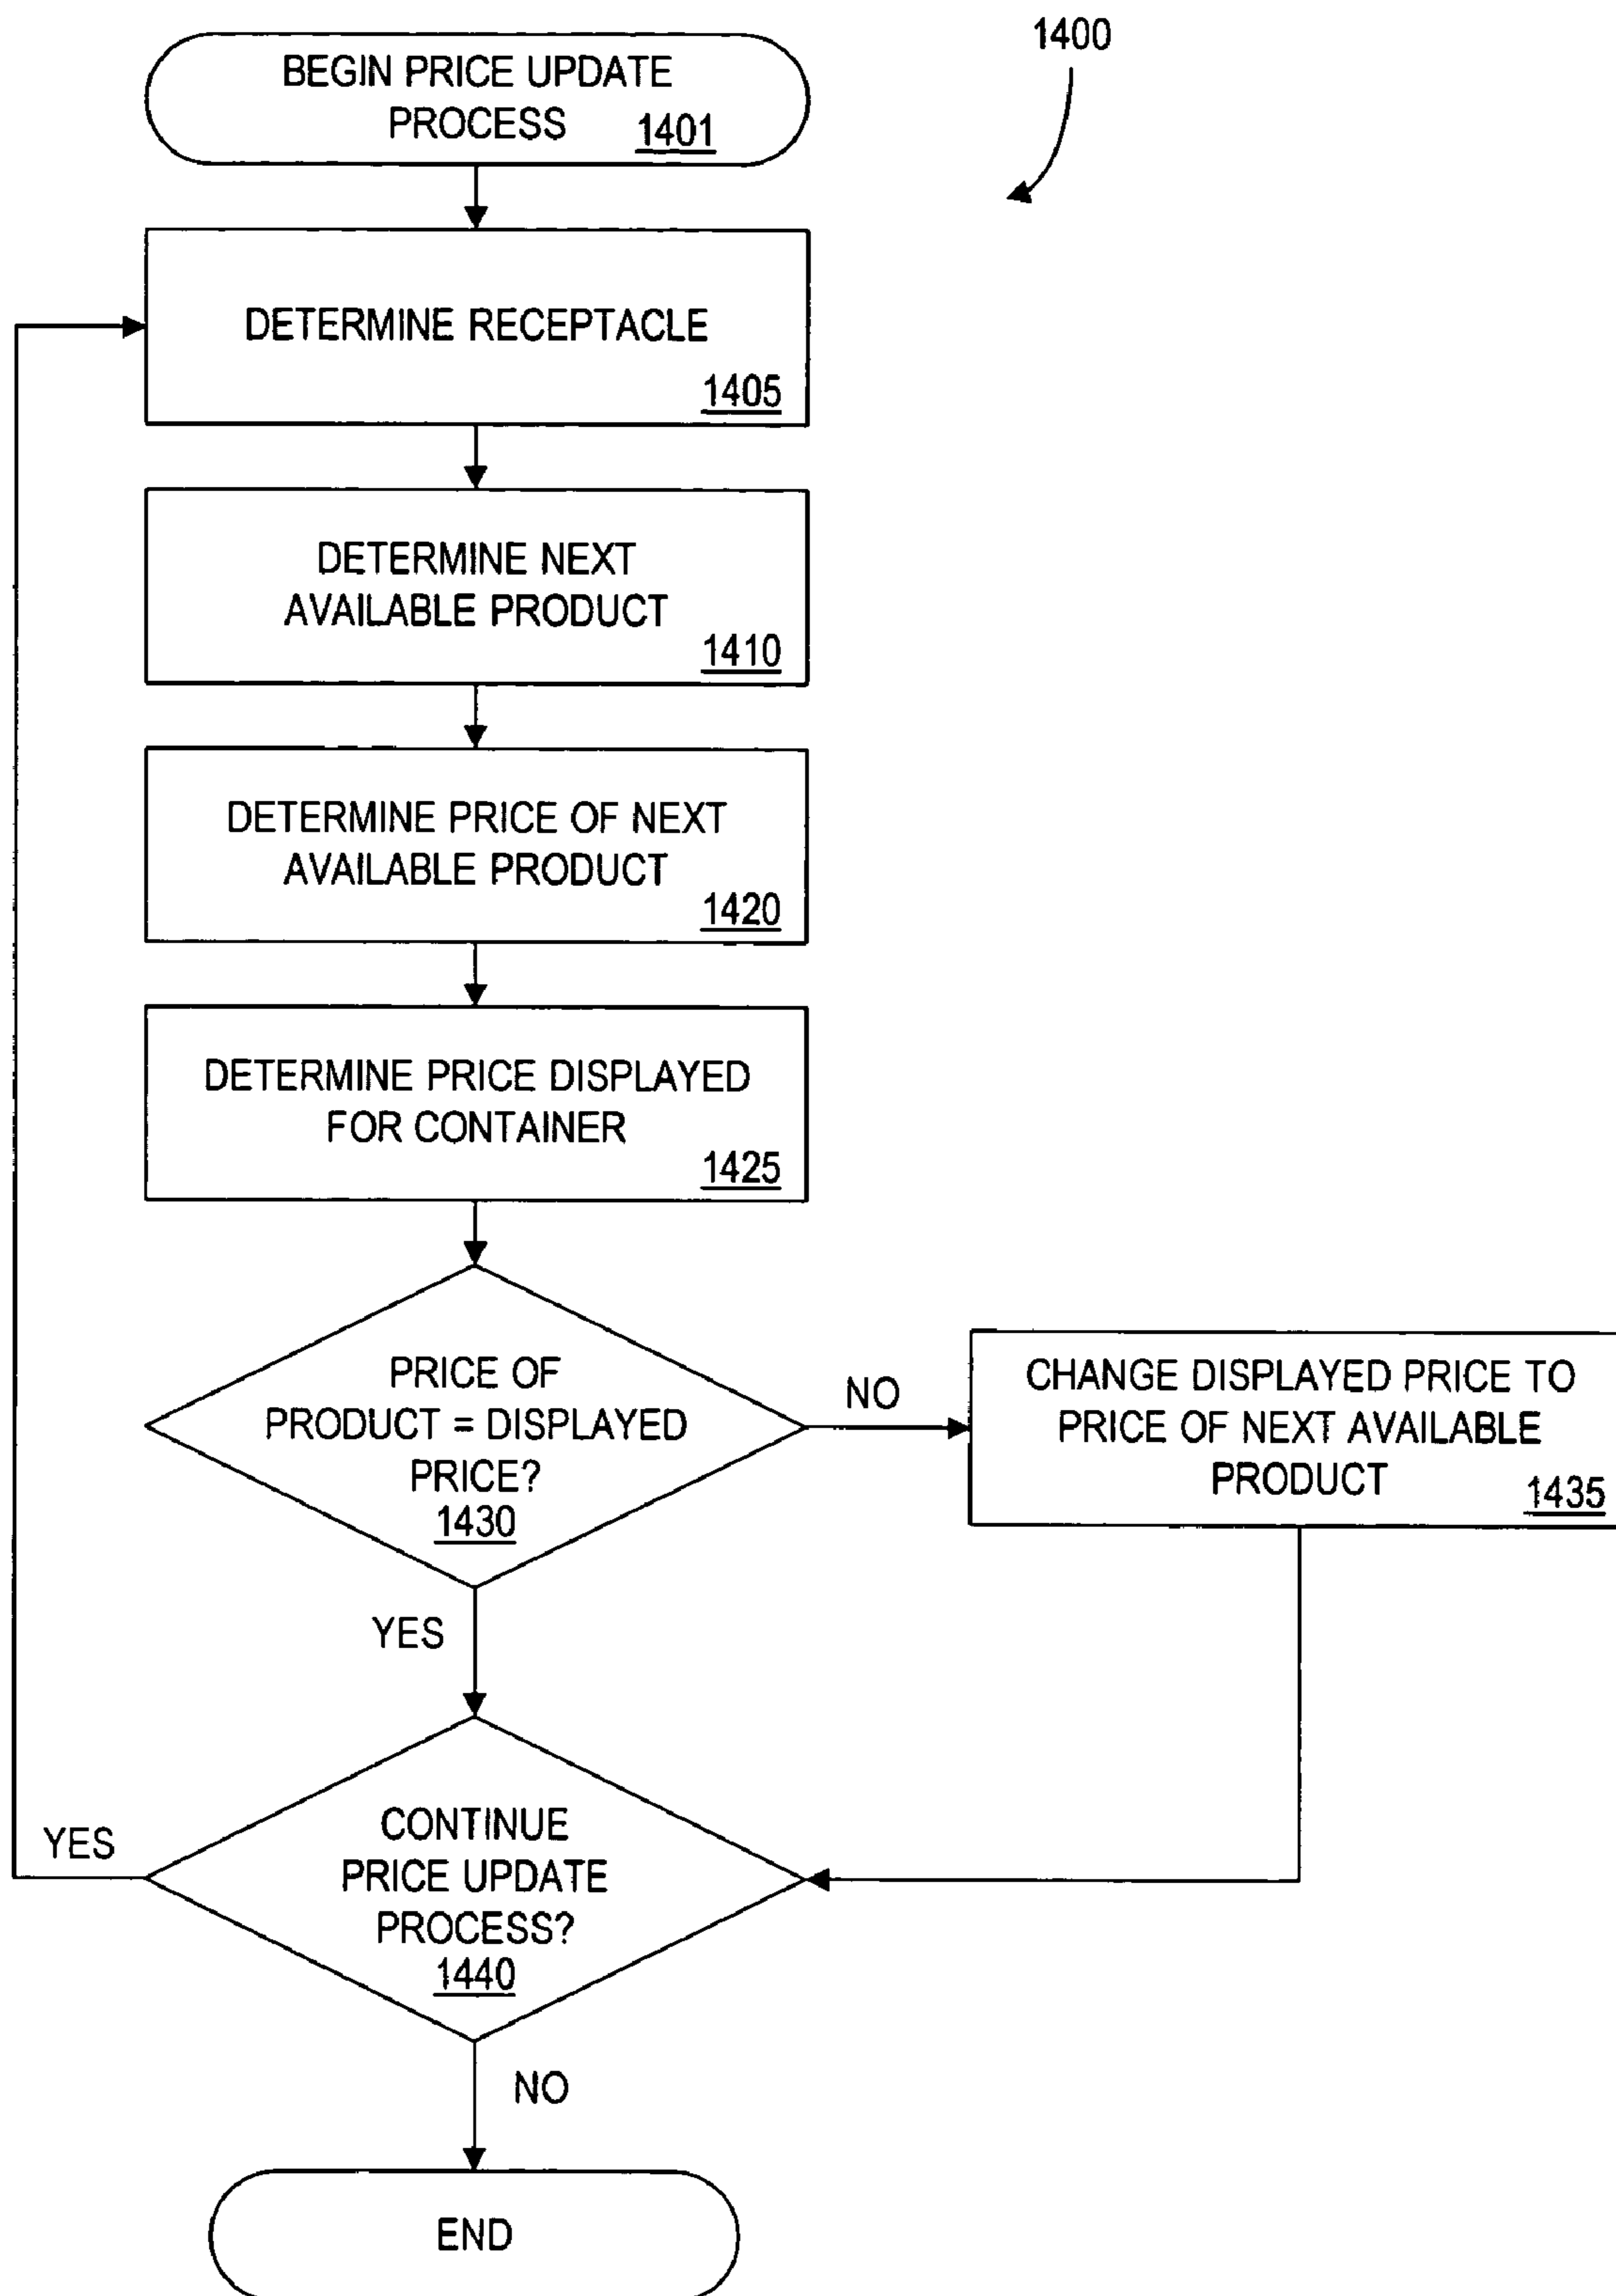 1400
BEGIN PRICE UPDATE
PROCESS 1401
DETERMINE RECEPTACLE
1405
DETERMINE NEXT
AVAILABLE PRODUCT
1410
DETERMINE PRICE OF NEXT
AVAILABLE PRODUCT
1420
DETERMINE PRICE DISPLAYED
FOR CONTAINER
1425
PRICE OF
PRODUCT = DISPLAYED
PRICE?
1430
NO
CHANGE DISPLAYED PRICE TO
PRICE OF NEXT AVAILABLE
PRODUCT 1435
YES
CONTINUE
PRICE UPDATE
PROCESS?
1440
YES
NO
END